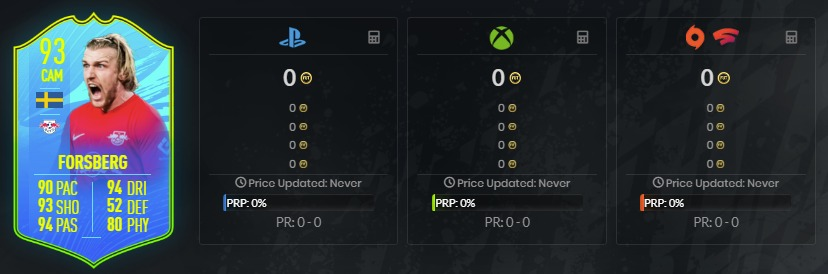 93
CAM
FORSBERG
90 PAC 94 DRI
93 SHO 52 DEF
94 PAS 80 PHY
0
0
0
0
0
Price Updated: Never
PRP: 0%
PR: 0 - 0
0
0
0
0
0
Price Updated: Never
PRP: 0%
PR: 0 - 0
0
0
0
0
0
Price Updated: Never
PRP: 0%
PR: 0 - 0